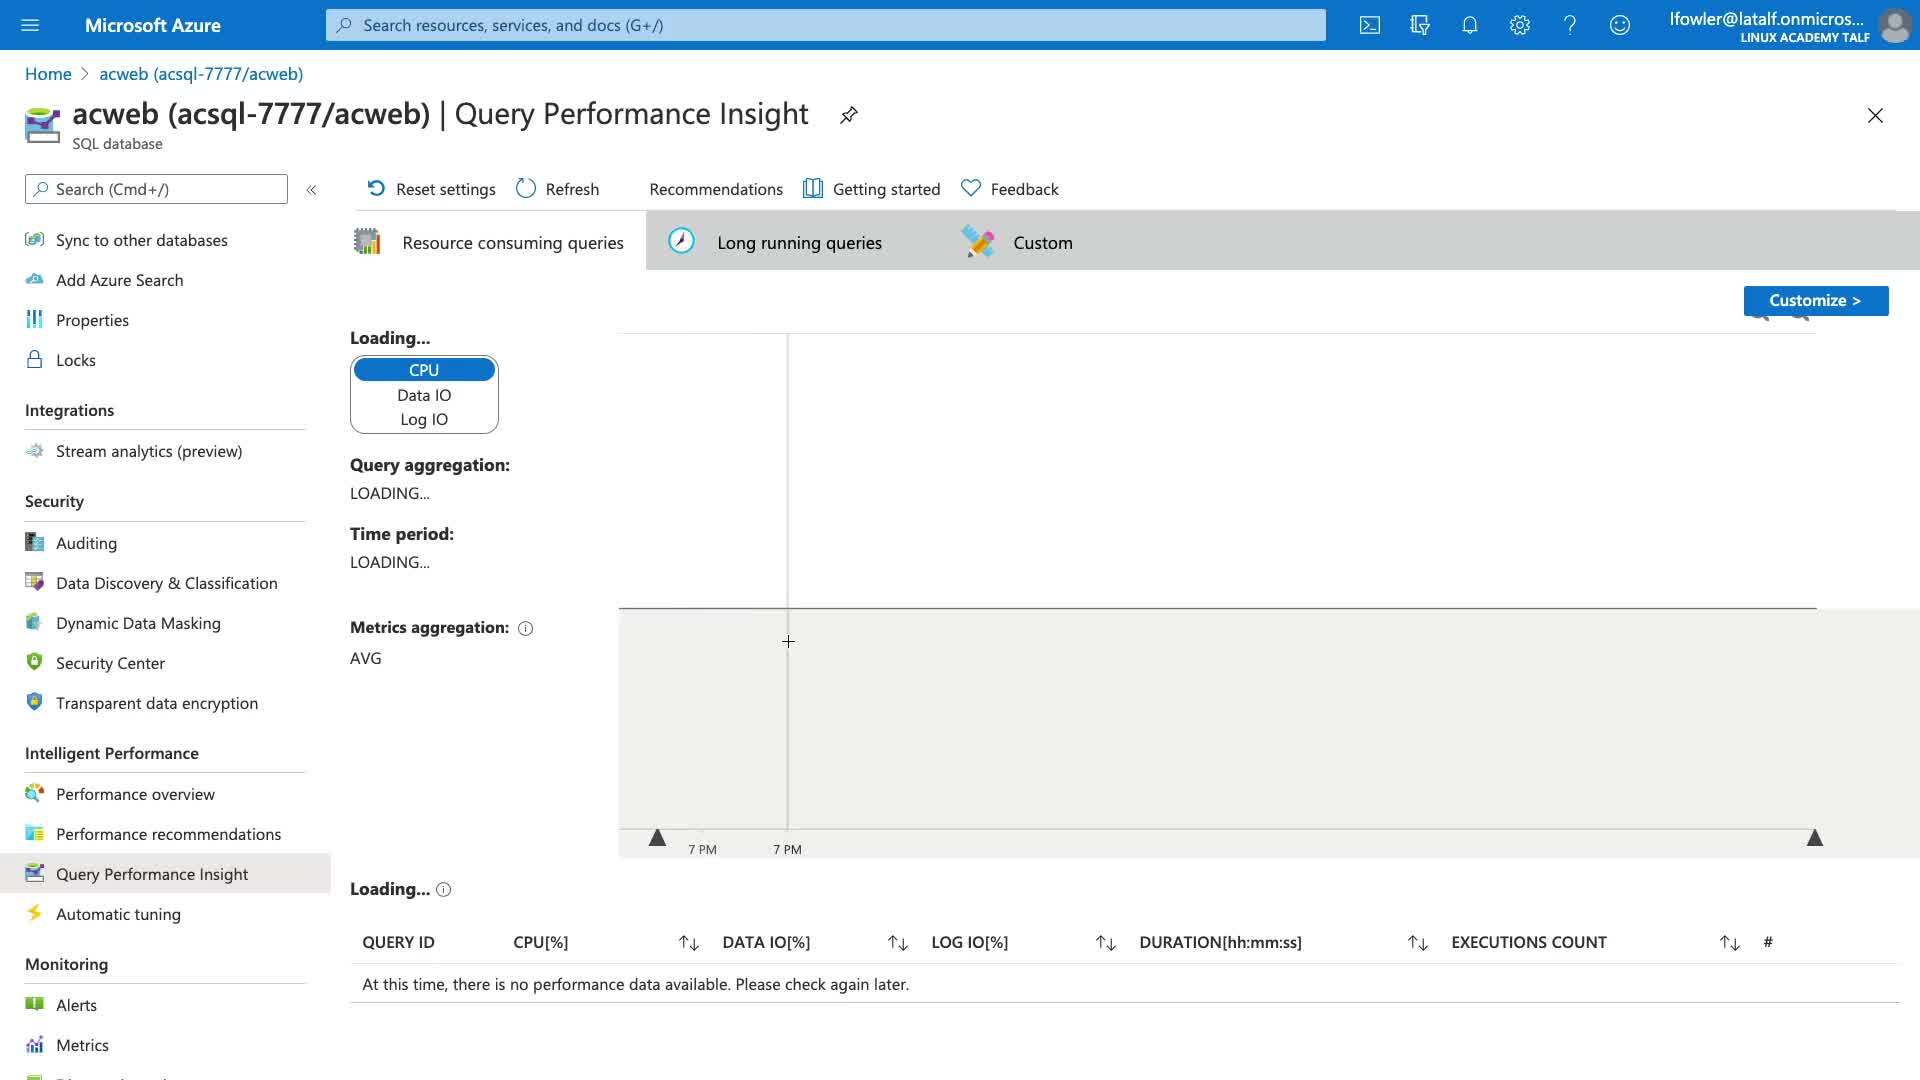 Microsoft Azure
Search resources, services, and docs (G+/)
lfowler@latalf.onmicros...
LINUX ACADEMY TALF
Home
acweb (acsql-7777/acweb)
acweb (acsql-7777/acweb) | Query Performance Insight
SQL database
Search (Cmd+/)
«
Reset settings
Refresh
Recommendations
Getting started
Feedback
Sync to other databases
Add Azure Search
Properties
Locks
Integrations
Stream analytics (preview)
Security
Auditing
Data Discovery & Classification
Dynamic Data Masking
Security Center
Transparent data encryption
Intelligent Performance
Performance overview
Performance recommendations
Query Performance Insight
Automatic tuning
Monitoring
Alerts
Metrics
Resource consuming queries
Long running queries
Custom
Customize >
Loading...
CPU
Data IO
Log IO
Query aggregation:
LOADING...
Time period:
LOADING...
Metrics aggregation:
AVG
7 PM
7 PM
Loading...
QUERY ID CPU[%] DATA IO[%] LOG IO[%] DURATION[hh:mm:ss] EXECUTIONS COUNT #
At this time, there is no performance data available. Please check again later.